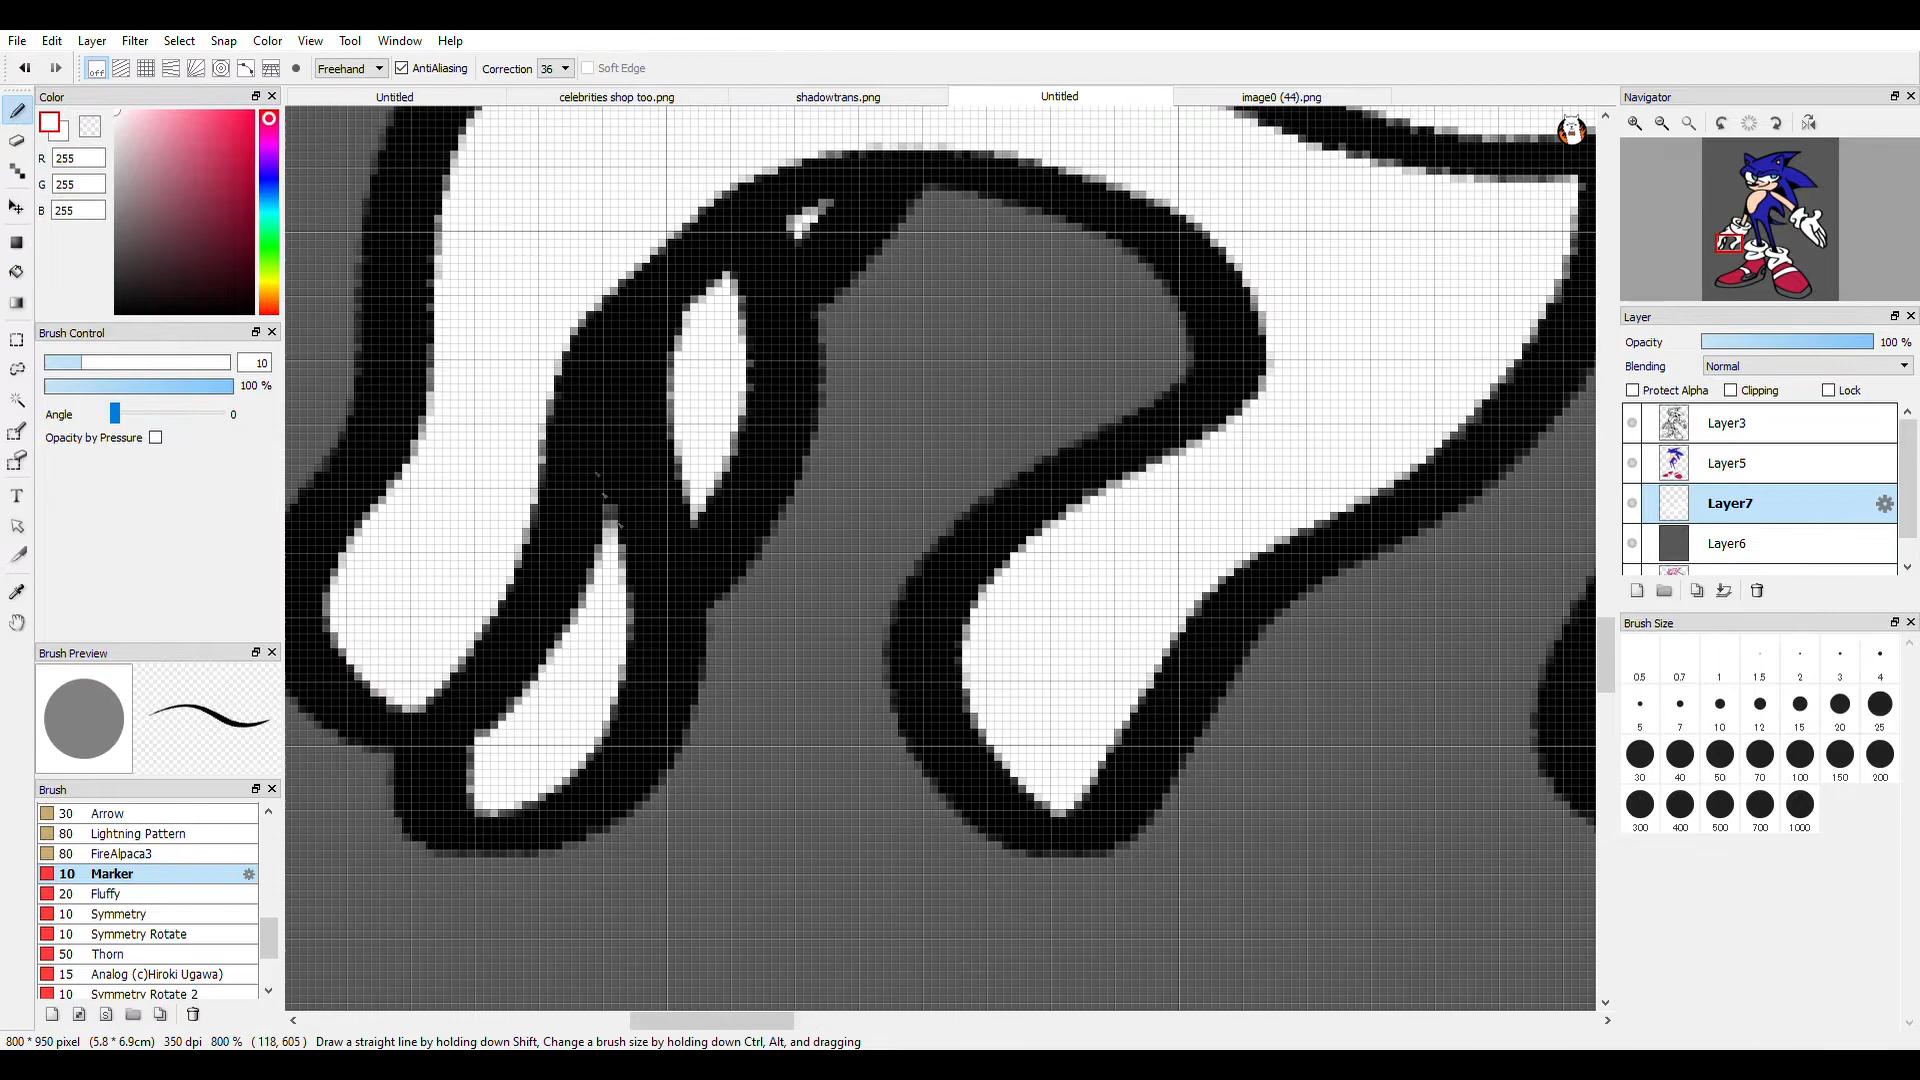 File Edit Layer Filter Select Snap Color View Tool Window Help
off Freehand AntiAliasing Correction 36 Soft Edge
Color
Untitled celebrities shop too.png shadowtrans.png Untitled image0 (44).png
Navigator
R 255
G 255
B 255
Brush Control
10
100 %
Angle 0
Opacity by Pressure
Brush Preview
Brush
30 Arrow
80 Lightning Pattern
80 FireAlpaca3
10 Marker
20 Fluffy
10 Symmetry
10 Symmetry Rotate
50 Thorn
15 Analog (c)Hiroki Ugawa)
10 Symmetry Rotate 2
T
S
Layer
Opacity 100 %
Blending Normal
Protect Alpha Clipping Lock
Layer3
Layer5
Layer7
Layer6
Brush Size
0.5 0.7 1 1.5 2 3 4
5 7 10 12 15 20 25
30 40 50 70 100 150 200
300 400 500 700 1000
800 * 950 pixel (5.8 * 6.9cm) 350 dpi 800 % ( 118, 605 ) Draw a straight line by holding down Shift, Change a brush size by holding down Ctrl, Alt, and dragging